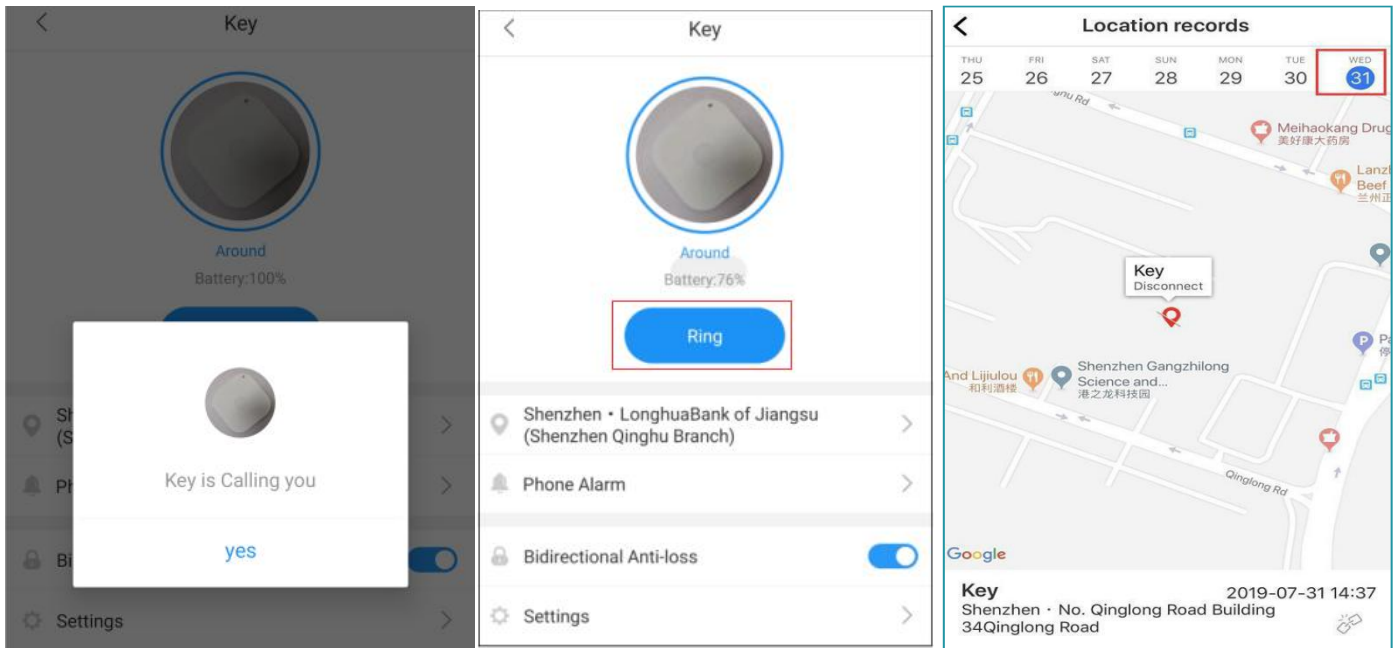 Key
Around
Battery:100%
Key is Calling you
yes
Settings
Key
Around
Battery:76%
Ring
Shenzhen • LonghuaBank of Jiangsu
(Shenzhen Qinghu Branch)
Phone Alarm
Bidirectional Anti-loss
Settings
Location records
THU FRI SAT SUN MON TUE WED
25 26 27 28 29 30 31
Meihaokang Drug
美好康大药房
Beef
Key
Disconnect
Shenzhen Gangzhilong
Science and...
港之龙科技园
And Lijiulou
和利酒楼
P
Qinglong Rd
Google
Key
2019-07-31 14:37
Shenzhen · No. Qinglong Road Building
34Qinglong Road